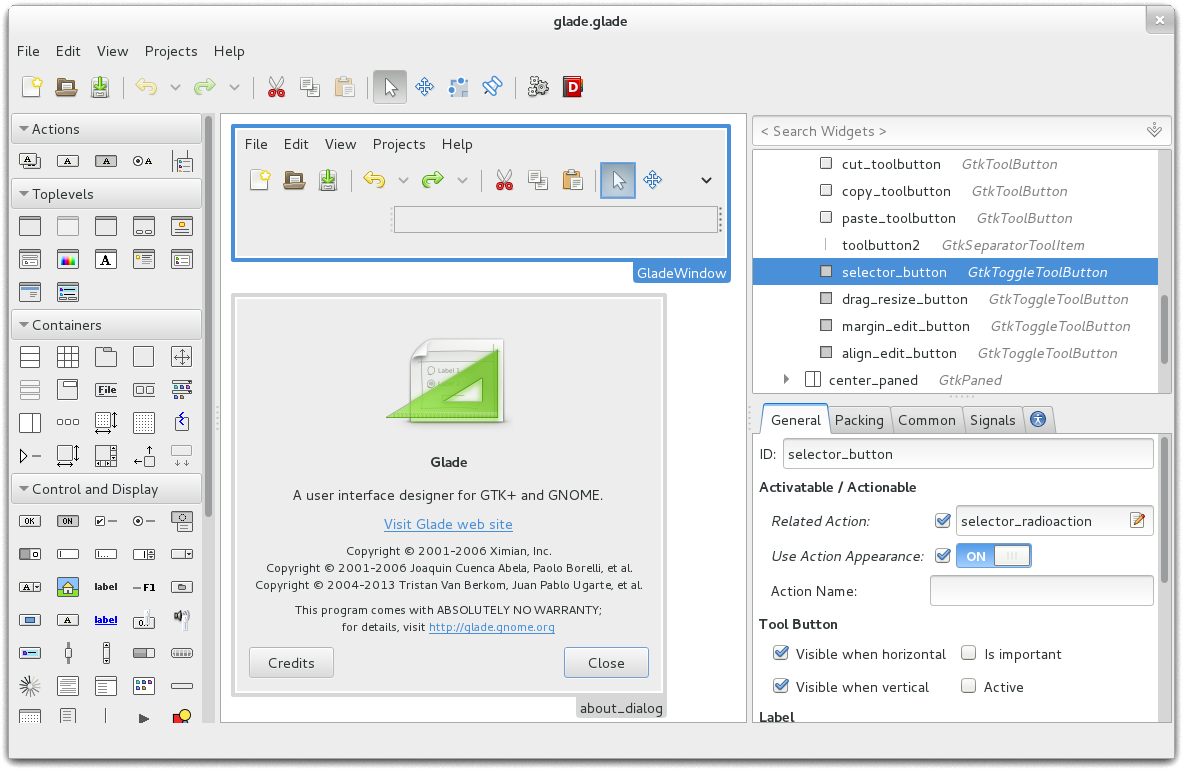 glade.glade
File Edit View Projects Help
Actions
Toplevels
Containers
File
Control and Display
OK
ON
label
F1
label
File Edit View Projects Help
GladeWindow
Glade
A user interface designer for GTK+ and GNOME.
Visit Glade web site
Copyright © 2001-2006 Ximian, Inc.
Copyright © 2001-2006 Joaquin Cuenca Abela, Paolo Borelli, et al.
Copyright © 2004-2013 Tristan Van Berkom, Juan Pablo Ugarte, et al.
This program comes with ABSOLUTELY NO WARRANTY;
for details, visit http://glade.gnome.org
Credits Close
about_dialog
< Search Widgets >
cut_toolbutton GtkToolButton
copy_toolbutton GtkToolButton
paste_toolbutton GtkToolButton
toolbutton2 GtkSeparatorToolItem
selector_button GtkToggleToolButton
drag_resize_button GtkToggleToolButton
margin_edit_button GtkToggleToolButton
align_edit_button GtkToggleToolButton
center_paned GtkPaned
General Packing Common Signals
ID: selector_button
Activatable / Actionable
Related Action: selector_radioaction
Use Action Appearance: ON
Action Name:
Tool Button
Visible when horizontal Is important
Visible when vertical Active
Label